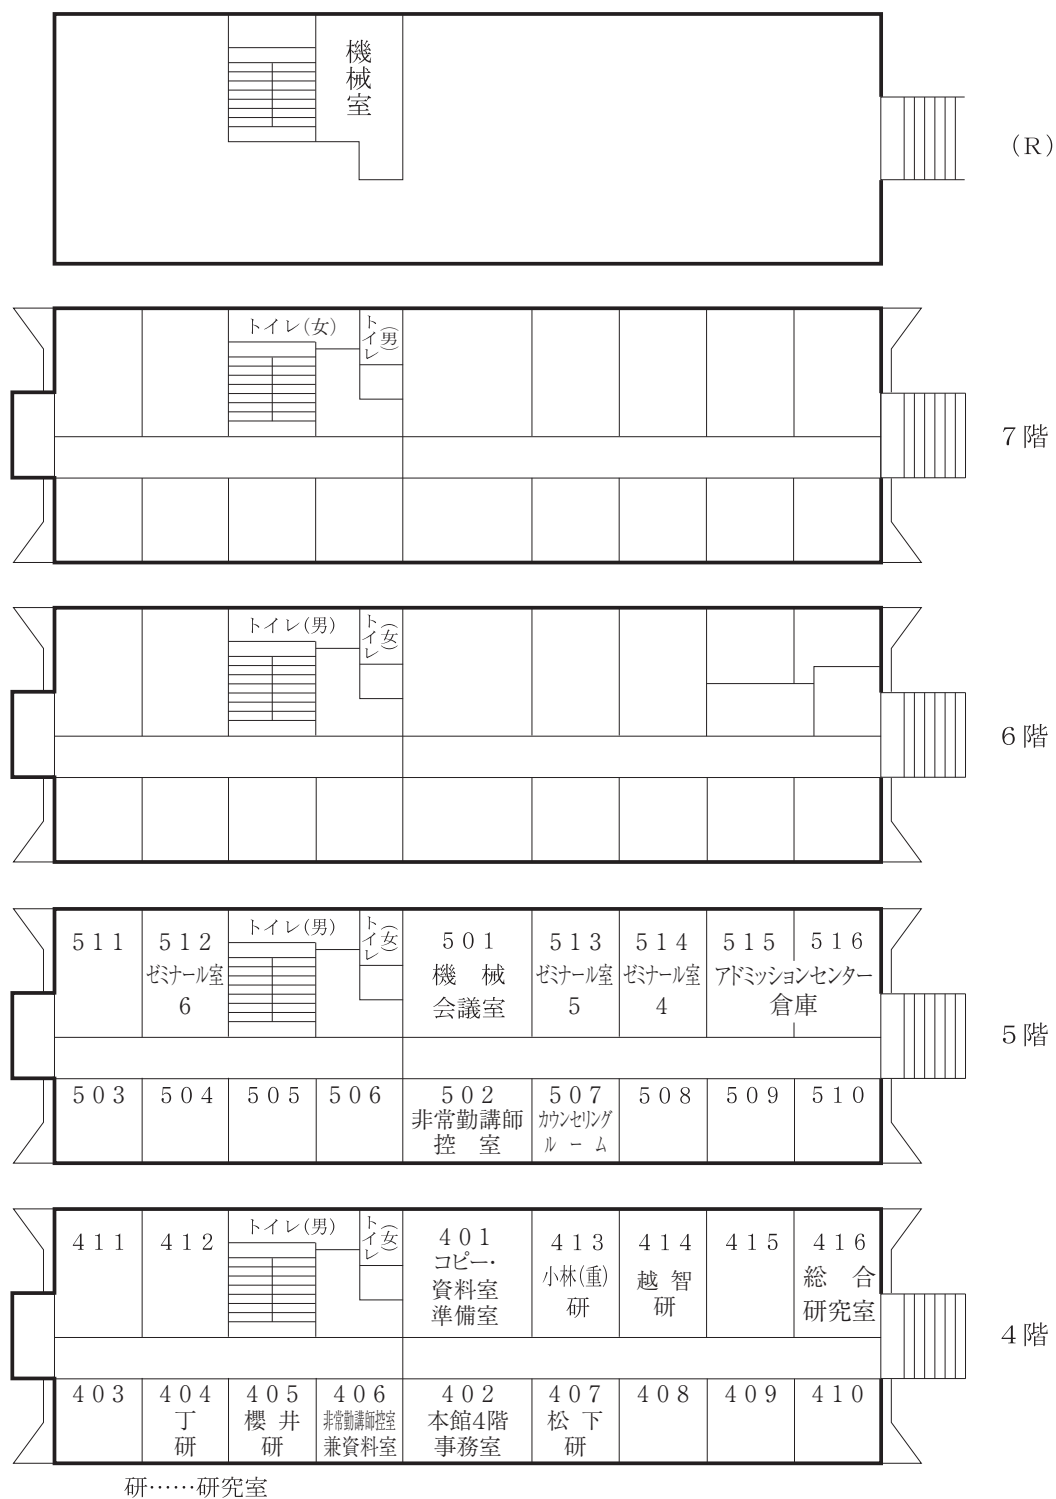 機械室
（R）
トイレ（女）
トイレ（男）
7階
トイレ（男）
トイレ（女）
6階
トイレ（男）
トイレ（女）
511
512
ゼミナール室
6
501
機械
会議室
513
ゼミナール室
5
514
ゼミナール室
4
515
516
アドミッションセンター
倉庫
5階
503
504
505
506
502
非常勤講師
控室
507
カウンセリング
ルーム
508
509
510
トイレ（男）
トイレ（女）
411
412
401
コピー・
資料室
準備室
413
小林（重）
研
414
越智
研
415
416
総合
研究室
4階
403
404
丁
研
405
櫻井
研
406
非常勤講師控室
兼資料室
402
本館4階
事務室
407
松下
研
408
409
410
研……研究室